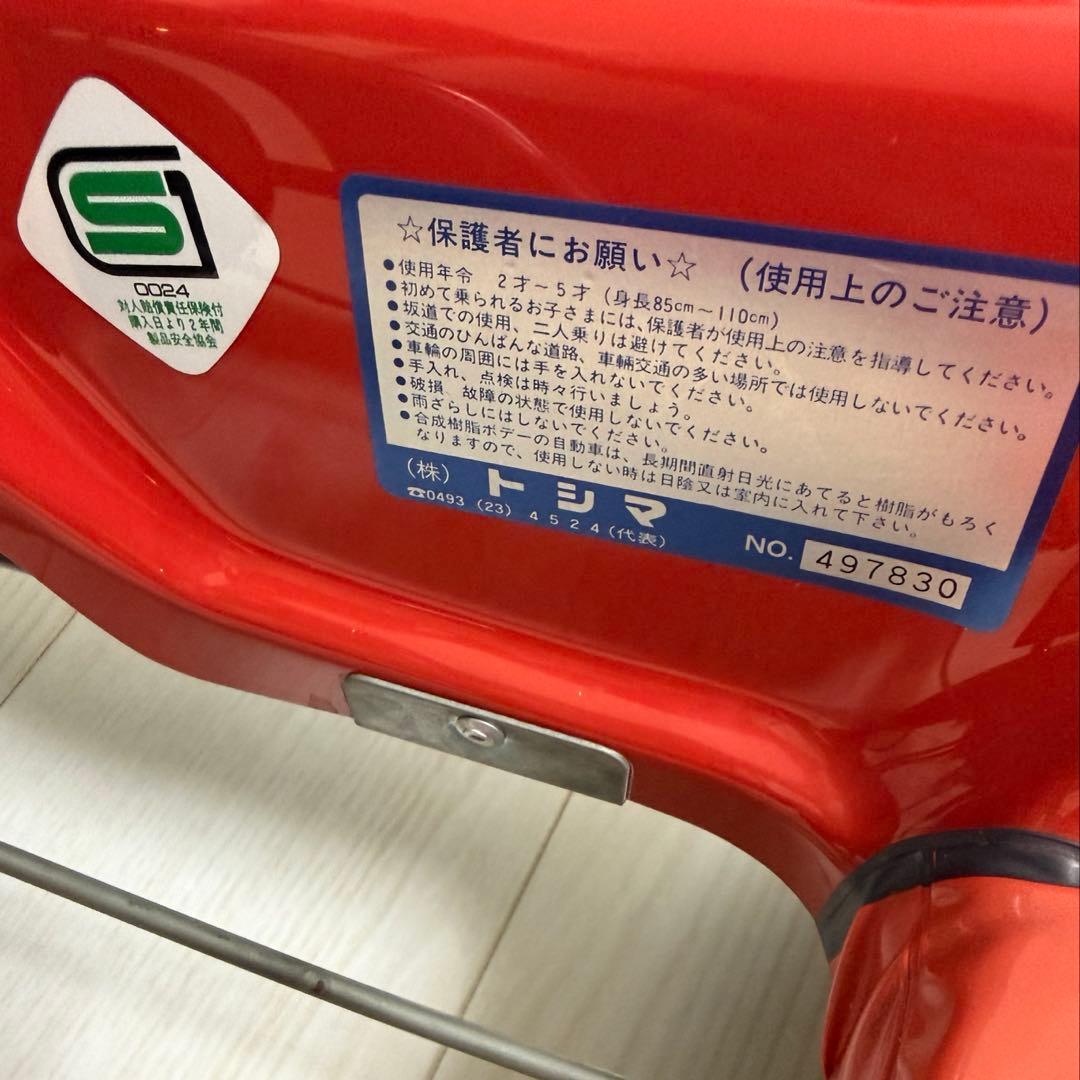 0024
対人賠償責任保険付
購入日より2年間
製品安全協会
☆保護者にお願い☆ (使用上のご注意)
●使用年令 2才～5才(身長85cm～110cm)
●初めて乗られるお子さまには、保護者が使用上の注意を指導してください。
●坂道での使用、二人乗りは避けてください。
●交通のひんぱんな道路、車輛交通の多い場所では使用しないでください。
●車輪の周囲には手を入れないでください。
●手入れ、点検は時々行いましょう。
●破損、故障の状態で使用しないでください。
●雨ざらしにはしないでください。
●合成樹脂ボデーの自動車は、長期間直射日光にあてると樹脂がもろく
なりますので、使用しない時は日陰又は室内に入れて下さい。
(株)トシマ
☎0493(23)4524(代表)
NO. 497830